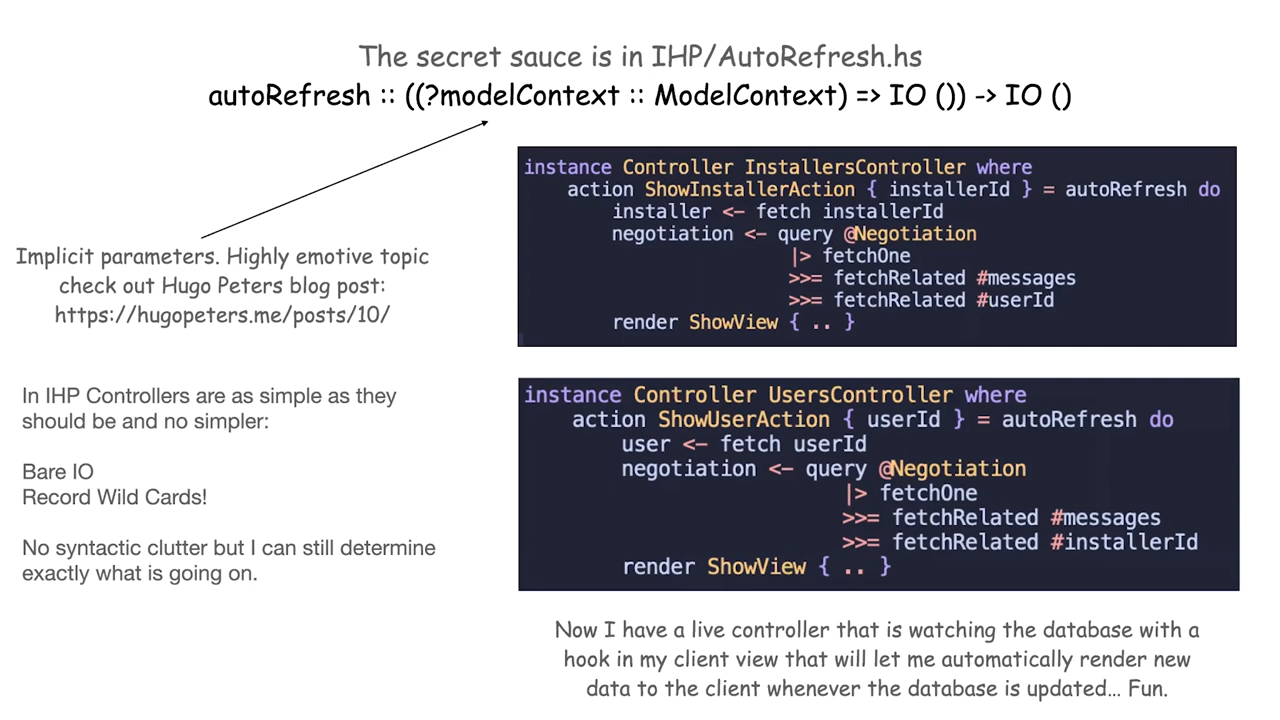 The secret sauce is in IHP/AutoRefresh.hs
autoRefresh :: ((?modelContext :: ModelContext) => IO ()) -> IO ()
instance Controller InstallersController where
    action ShowInstallerAction { installerId } = autoRefresh do
        installer <- fetch installerId
        negotiation <- query @Negotiation
                        |> fetchOne
                        >>= fetchRelated #messages
                        >>= fetchRelated #userId
        render ShowView { .. }
Implicit parameters. Highly emotive topic
check out Hugo Peters blog post:
https://hugopeters.me/posts/10/
In IHP Controllers are as simple as they
should be and no simpler:
Bare IO
Record Wild Cards!
No syntactic clutter but I can still determine
exactly what is going on.
instance Controller UsersController where
    action ShowUserAction { userId } = autoRefresh do
        user <- fetch userId
        negotiation <- query @Negotiation
                            |> fetchOne
                            >>= fetchRelated #messages
                            >>= fetchRelated #installerId
        render ShowView { .. }
Now I have a live controller that is watching the database with a
hook in my client view that will let me automatically render new
data to the client whenever the database is updated... Fun.